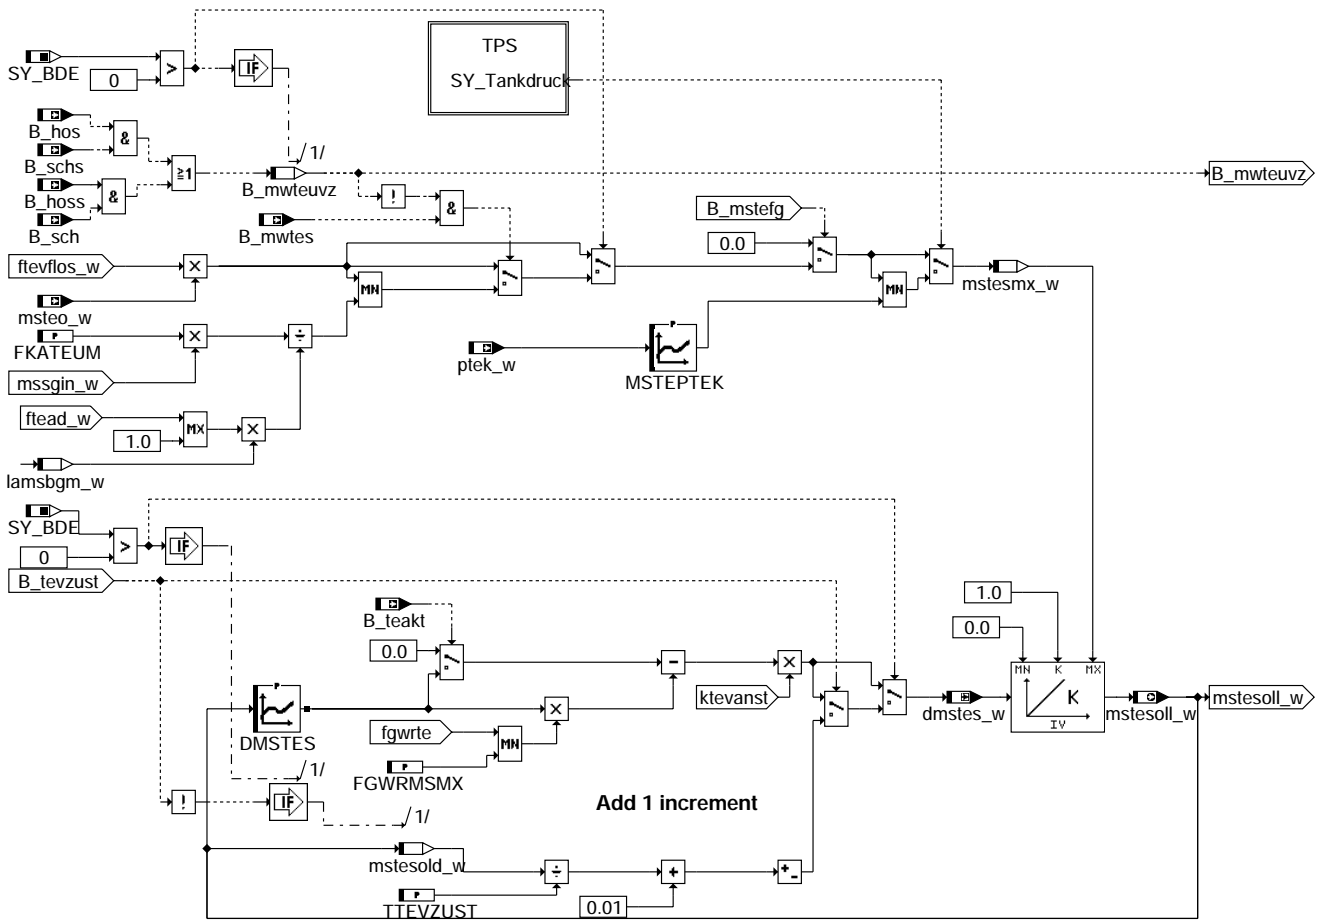 TPS
SY_Tankdruck
SY_BDE
0
>
IF
B_hos
&
B_schs
B_hoss
&
B_sch
≥1
1/
B_mwteuvz
B_mwteuvz
!
&
B_mwtes
B_mstefg
0.0
ftevflos_w
X
MN
msteo_w
MN
mstesmx_w
FKATEUM
P
X
÷
mssgin_w
ptek_w
P
MSTEPTEK
ftead_w
MX
X
1.0
lamsbgm_w
SY_BDE
0
>
IF
B_tevzust
B_teakt
0.0
1.0
0.0
-
X
ktevanst
MN K MX
K
IV
P
DMSTES
X
fgwrte
MN
P
FGWRMSMX
dmstes_w
mstesoll_w
mstesoll_w
1/
!
IF
1/
Add 1 increment
mstesold_w
÷
+
+-
P
TTEVZUST
0.01